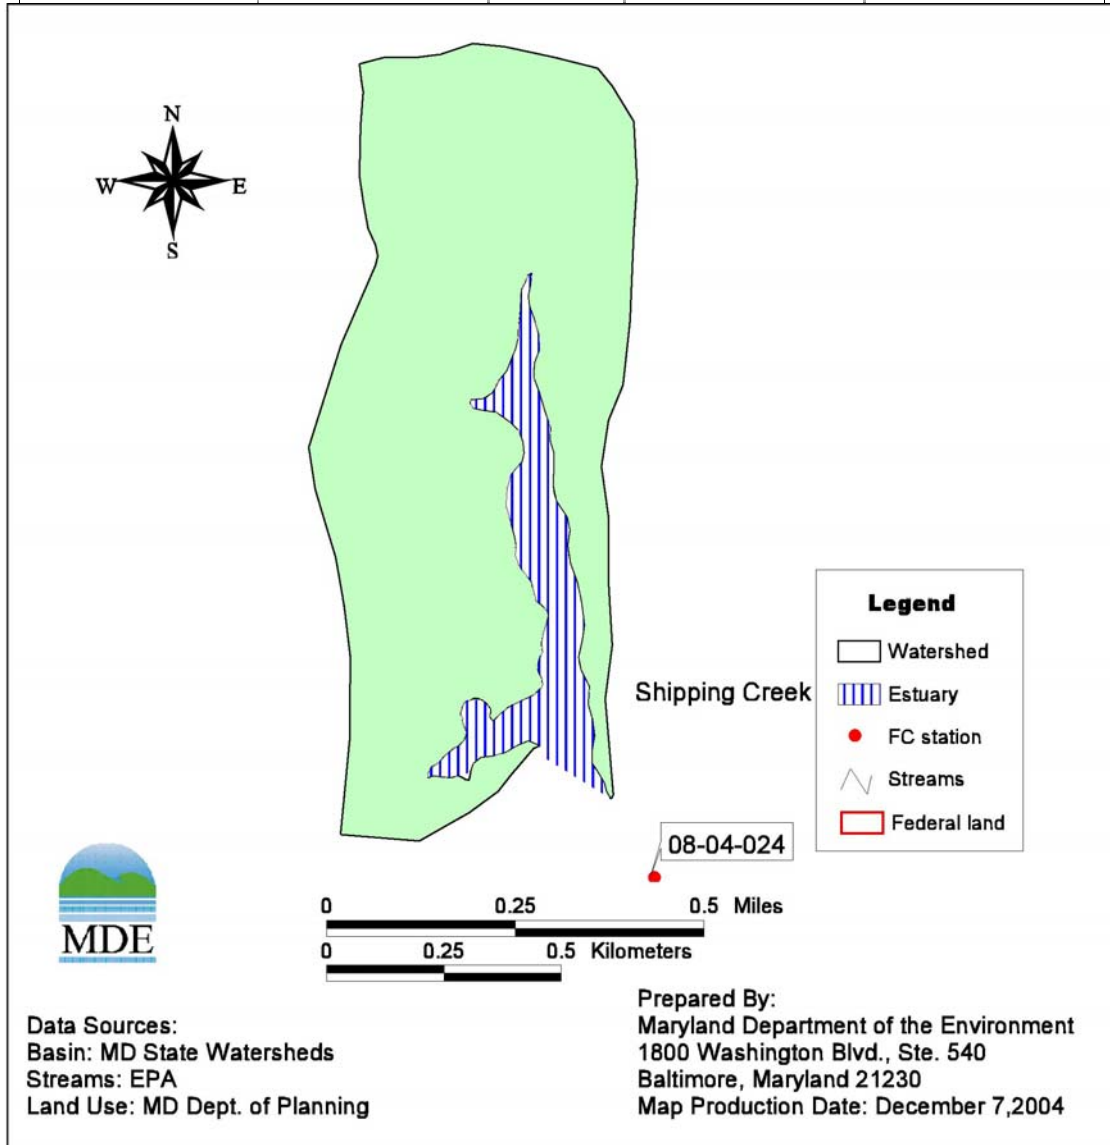 N
W E
S
Legend
Watershed
Shipping Creek
Estuary
FC station
Streams
Federal land
08-04-024
MDE
0 0.25 0.5 Miles
0 0.25 0.5 Kilometers
Data Sources:
Basin: MD State Watersheds
Streams: EPA
Land Use: MD Dept. of Planning
Prepared By:
Maryland Department of the Environment
1800 Washington Blvd., Ste. 540
Baltimore, Maryland 21230
Map Production Date: December 7,2004